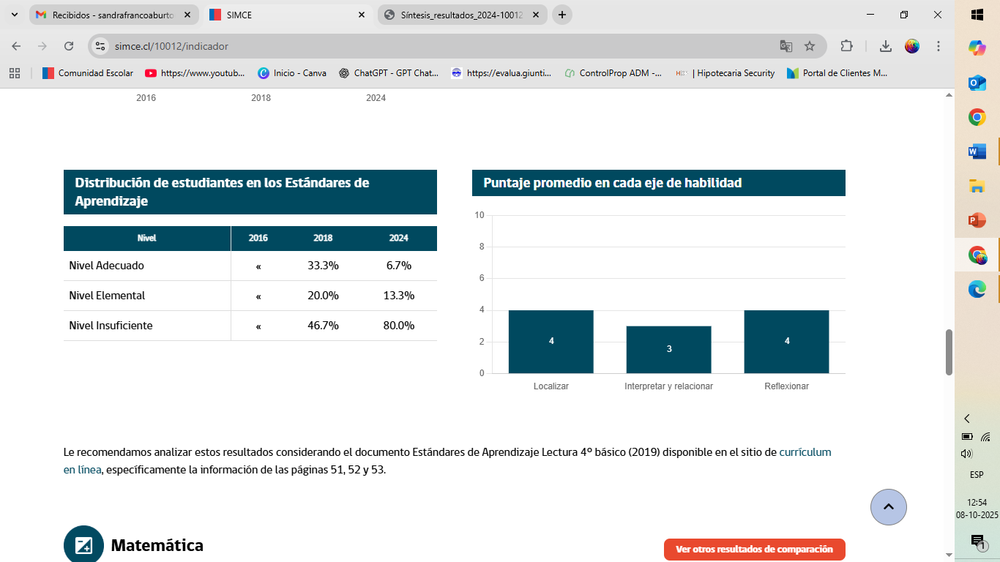 Recibidos - sandrafrancoaburto
SIMCE
Síntesis_resultados_2024-10012
simce.cl/10012/indicador
Comunidad Escolar
https://www.youtub...
Inicio - Canva
ChatGPT - GPT Chat...
https://evalua.giunti...
ControlProp ADM -...
| Hipotecaria Security
Portal de Clientes M...
2016 2018 2024
Distribución de estudiantes en los Estándares de
Aprendizaje
Nivel 2016 2018 2024
Nivel Adecuado « 33.3% 6.7%
Nivel Elemental « 20.0% 13.3%
Nivel Insuficiente « 46.7% 80.0%
Puntaje promedio en cada eje de habilidad
10
8
6
4
2
0
4 3 4
Localizar Interpretar y relacionar Reflexionar
Le recomendamos analizar estos resultados considerando el documento Estándares de Aprendizaje Lectura 4º básico (2019) disponible en el sitio de currículum
en línea, específicamente la información de las páginas 51, 52 y 53.
Matemática
Ver otros resultados de comparación
ESP
12:54
08-10-2025
1